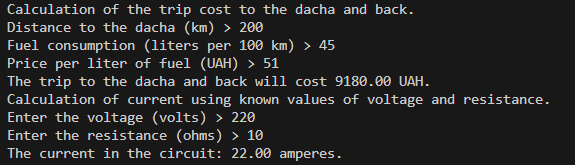 Calculation of the trip cost to the dacha and back.
Distance to the dacha (km) > 200
Fuel consumption (liters per 100 km) > 45
Price per liter of fuel (UAH) > 51
The trip to the dacha and back will cost 9180.00 UAH.
Calculation of current using known values of voltage and resistance.
Enter the voltage (volts) > 220
Enter the resistance (ohms) > 10
The current in the circuit: 22.00 amperes.